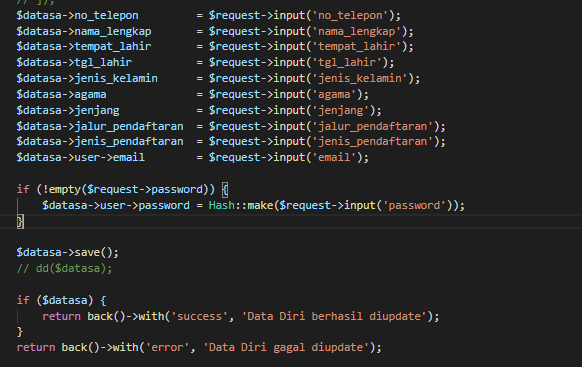 // ]);
$datasa->no_telepon = $request->input('no_telepon');
$datasa->nama_lengkap = $request->input('nama_lengkap');
$datasa->tempat_lahir = $request->input('tempat_lahir');
$datasa->tgl_lahir = $request->input('tgl_lahir');
$datasa->jenis_kelamin = $request->input('jenis_kelamin');
$datasa->agama = $request->input('agama');
$datasa->jenjang = $request->input('jenjang');
$datasa->jalur_pendaftaran = $request->input('jalur_pendaftaran');
$datasa->jenis_pendaftaran = $request->input('jenis_pendaftaran');
$datasa->user->email = $request->input('email');
if (!empty($request->password)) {
$datasa->user->password = Hash::make($request->input('password'));
}
$datasa->save();
// dd($datasa);
if ($datasa) {
return back()->with('success', 'Data Diri berhasil diupdate');
}
return back()->with('error', 'Data Diri gagal diupdate');